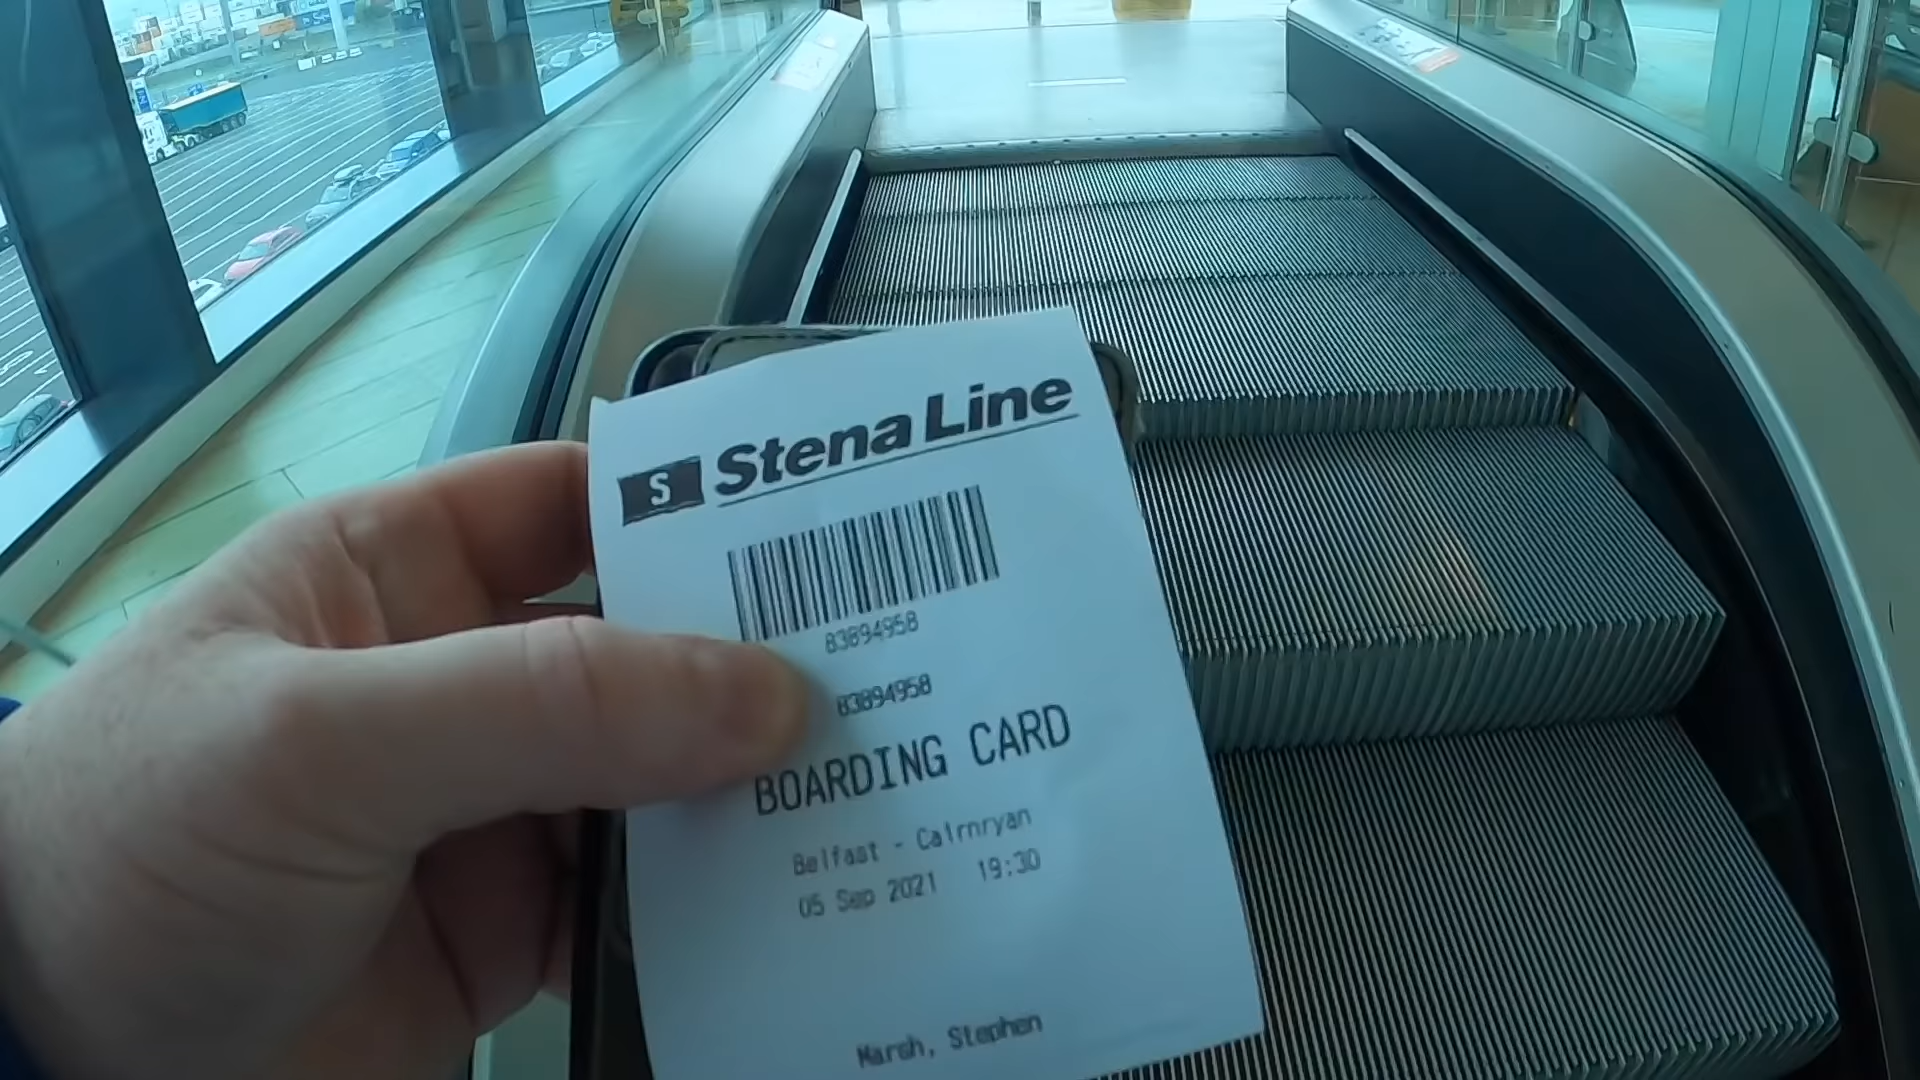 S Stena Line
83894958
83894958
BOARDING CARD
Belfast - Cairnryan
05 Sep 2021 19:30
Marsh, Stephen